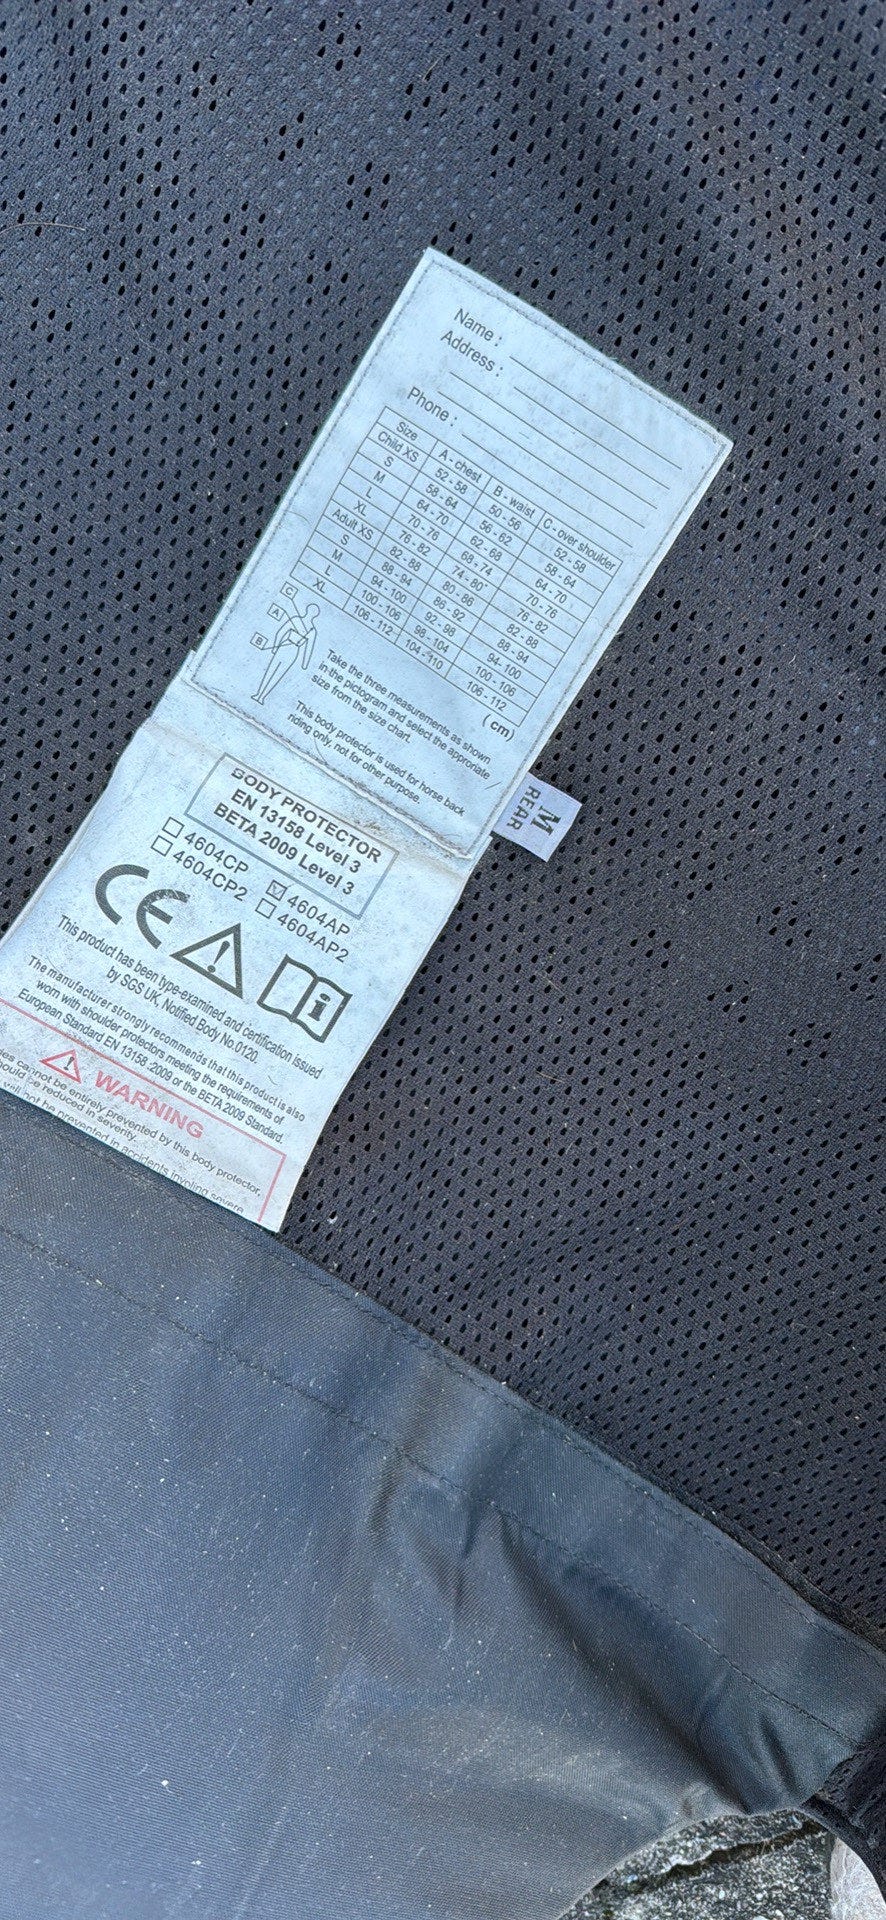 Name :
Address :
Phone :
Size A - chest B - waist C - over shoulder
Child XS 52 - 58 50 - 56 52 - 58
S 58 - 64 56 - 62 58 - 64
M 64 - 70 62 - 68 64 - 70
L 70 - 76 68 - 74 70 - 76
XL 76 - 82 74 - 80 76 - 82
Adult XS 82 - 88 80 - 86 82 - 88
S 88 - 94 86 - 92 88 - 94
M 94 - 100 92 - 98 94 - 100
L 100 - 106 98 - 104 100 - 106
XL 106 - 112 104 - 110 106 - 112
(cm)
C
A
B
Take the three measurements as shown
in the pictogram and select the approriate
size from the size chart.
This body protector is used for horse back
riding only, not for other purpose.
M
REAR
BODY PROTECTOR
EN 13158 Level 3
BETA 2009 Level 3
4604CP 4604AP
4604CP2 4604AP2
CE
This product has been type-examined and certification issued
by SGS UK, Notified Body No.0120.
The manufacturer strongly recommends that this product is also
worn with shoulder protectors meeting the requirements of
European Standard EN 13158 :2009 or the BETA 2009 Standard.
WARNING
cannot be entirely prevented by this body protector,
be reduced in severity.
will not be prevented in accidents involving severe